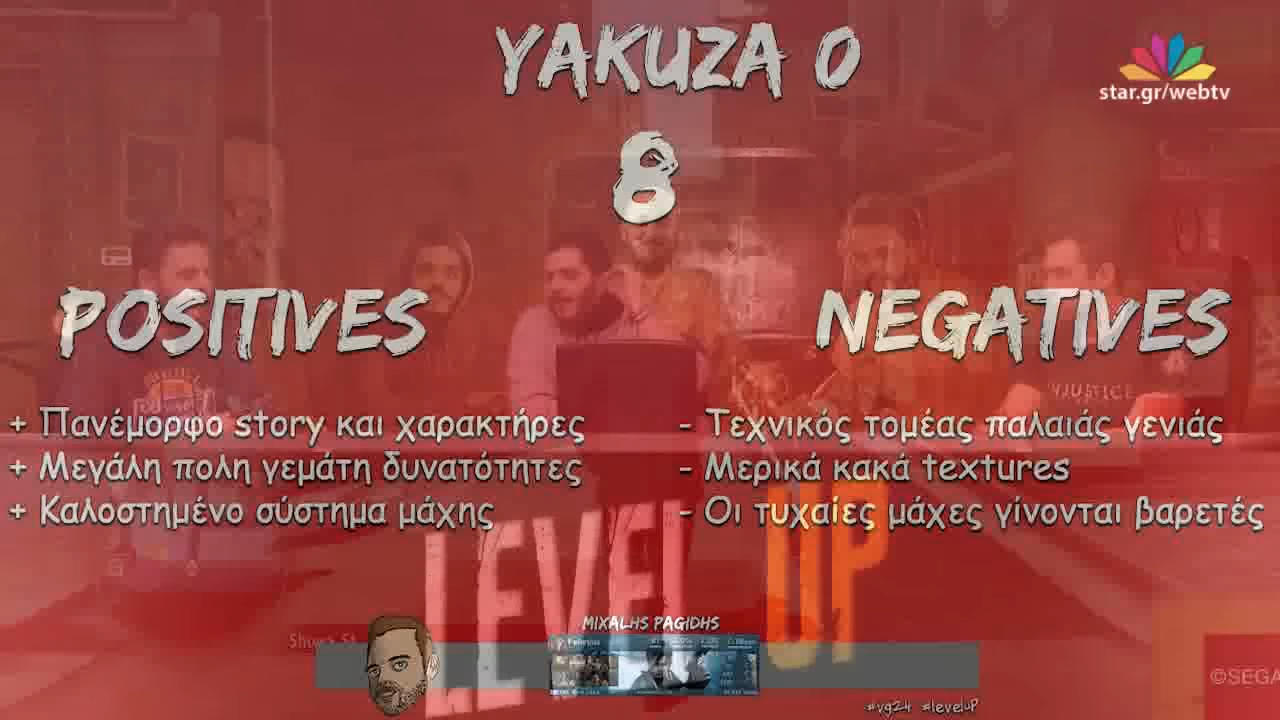 YAKUZA 0
star.gr/webtv
8
POSITIVES
NEGATIVES
+ Πανέμορφο story και χαρακτήρες
+ Μεγάλη πολη γεμάτη δυνατότητες
+ Καλοστημένο σύστημα μάχης
- Τεχνικός τομέας παλαιάς γενιάς
- Μερικά κακά textures
- Οι τυχαίες μάχες γίνονται βαρετές
LEVEL UP
MIXALHS PAGIDHS
©SEGA
#vg24 #levelUP